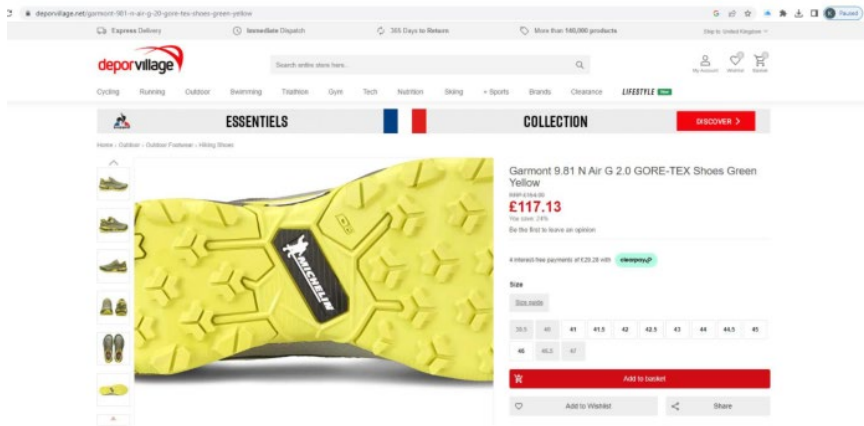 deporvillage.net/garmont-981-n-air-g-20-gore-tex-shoes-green-yellow
Paused
Express Delivery
Immediate Dispatch
365 Days to Return
More than 140,000 products
Ship to: United Kingdom
deporvillage
Search entire store here...
My Account
Wishlist
Basket
Cycling Running Outdoor Swimming Triathlon Gym Tech Nutrition Skiing + Sports Brands Clearance LIFESTYLE New
ESSENTIELS
COLLECTION
DISCOVER >
Home › Outdoor › Outdoor Footwear › Hiking Shoes
MICHELIN
Garmont 9.81 N Air G 2.0 GORE-TEX Shoes Green
Yellow
£117.13
You save: 24%
Be the first to leave an opinion
4 interest-free payments of £29.28 with clearpay
Size
Size guide
39.5 40 41 41.5 42 42.5 43 44 44.5 45
46 46.5 47
Add to basket
Add to Wishlist
Share